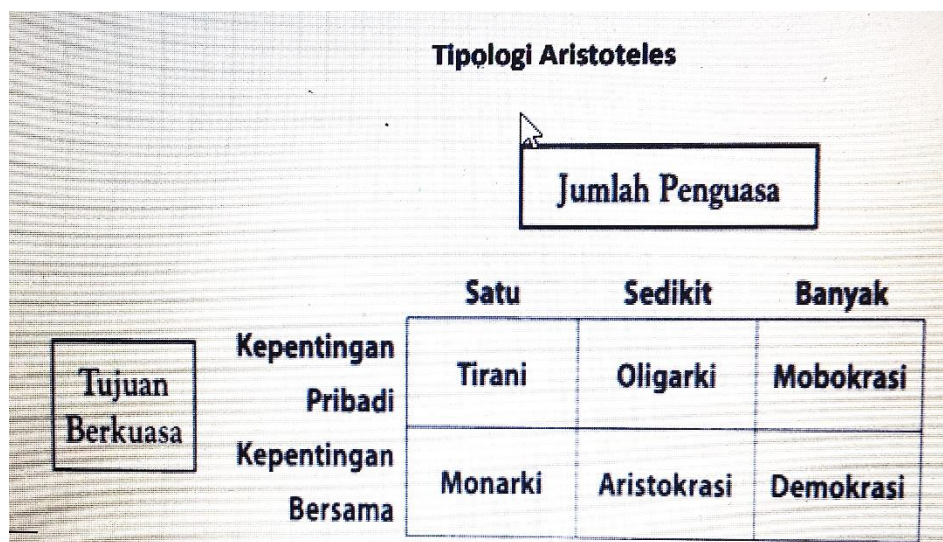 Tipologi Aristoteles
Jumlah Penguasa
Satu Sedikit Banyak
Tujuan
Berkuasa
Kepentingan
Pribadi
Tirani Oligarki Mobokrasi
Kepentingan
Bersama
Monarki Aristokrasi Demokrasi